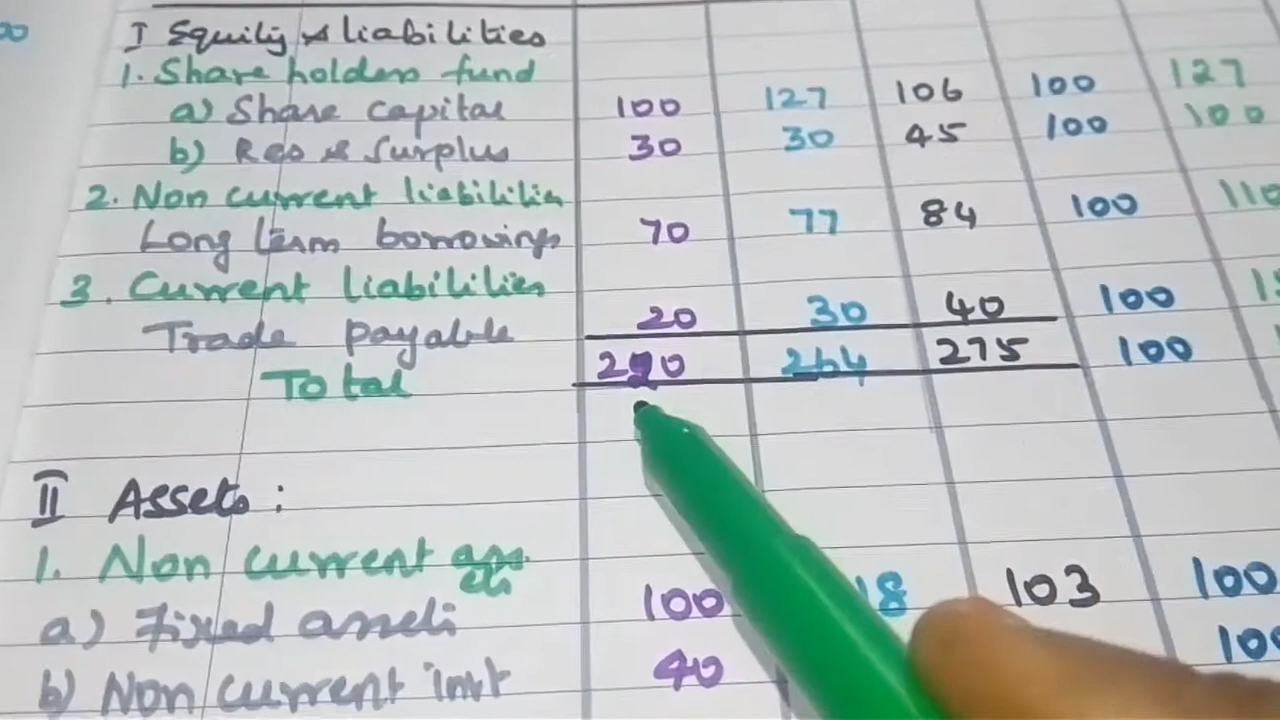 I Equity & liabilities
1. Share holders fund
a) Share capital 100 127 106 100 127
b) Res & Surplus 30 30 45 100 100
2. Non current liabilities
Long term borrowings 70 77 84 100 110
3. Current liabilities
Trade payable 20 30 40 100
Total 220 264 275 100
II Assets:
1. Non current assets
a) Fixed assets 100 18 103 100
b) Non current invt 40